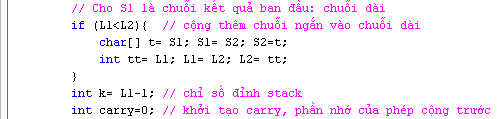 // Cho S1 là chuỗi kết quả ban đầu: chuỗi dài
if (L1<L2){ // cộng thêm chuỗi ngắn vào chuỗi dài
char[] t= S1; S1= S2; S2=t;
int tt= L1; L1= L2; L2= tt;
}
int k= L1-1; // chỉ số đỉnh stack
int carry=0; // khởi tạo carry, phần nhớ của phép cộng trước